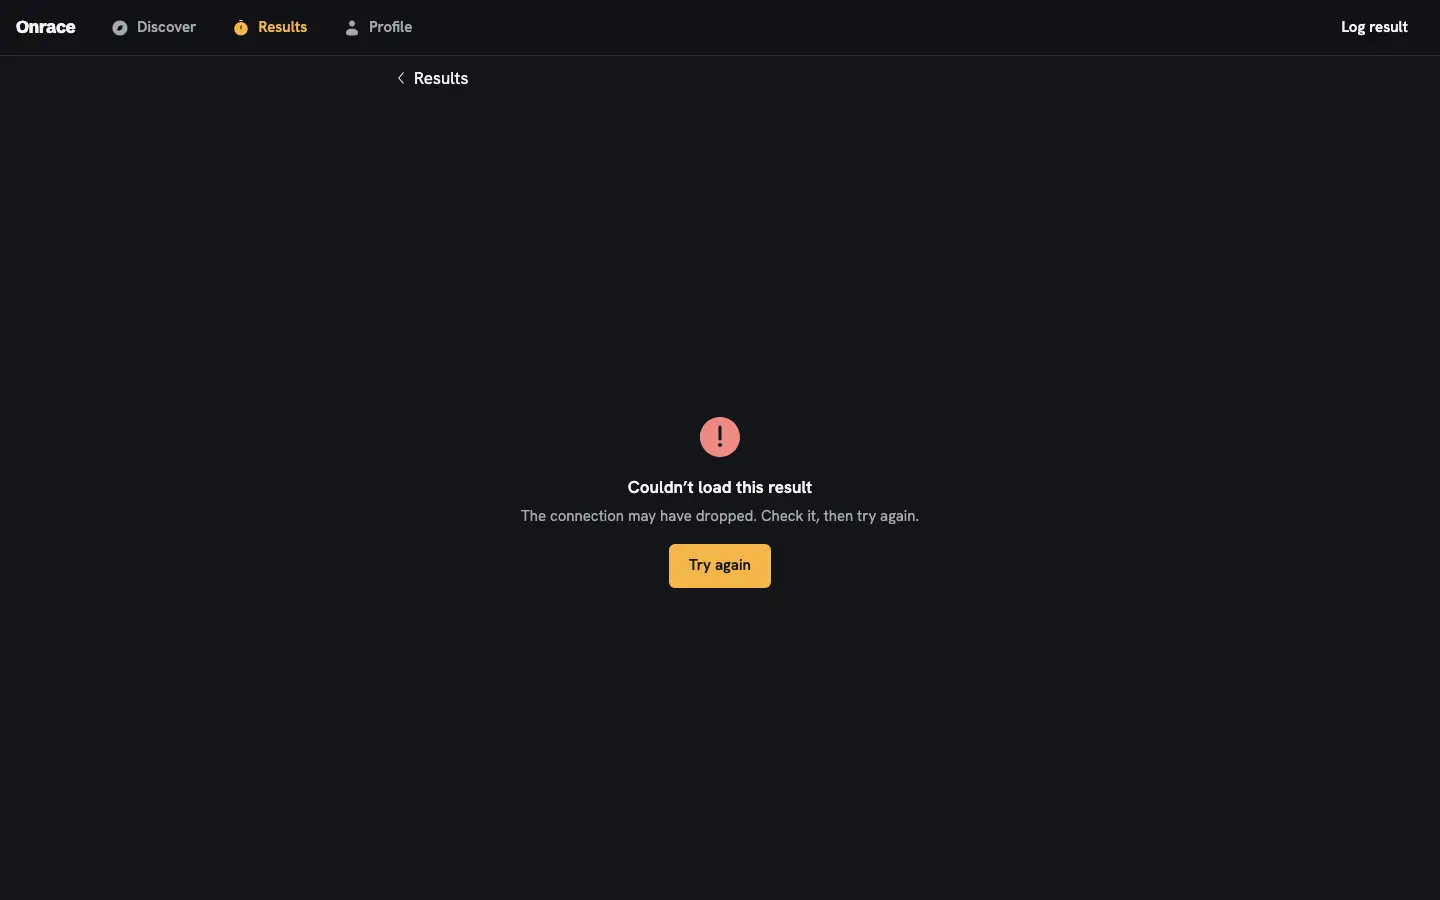 Onrace Discover Results Profile Log result
Results
Couldn’t load this result
The connection may have dropped. Check it, then try again.
Try again